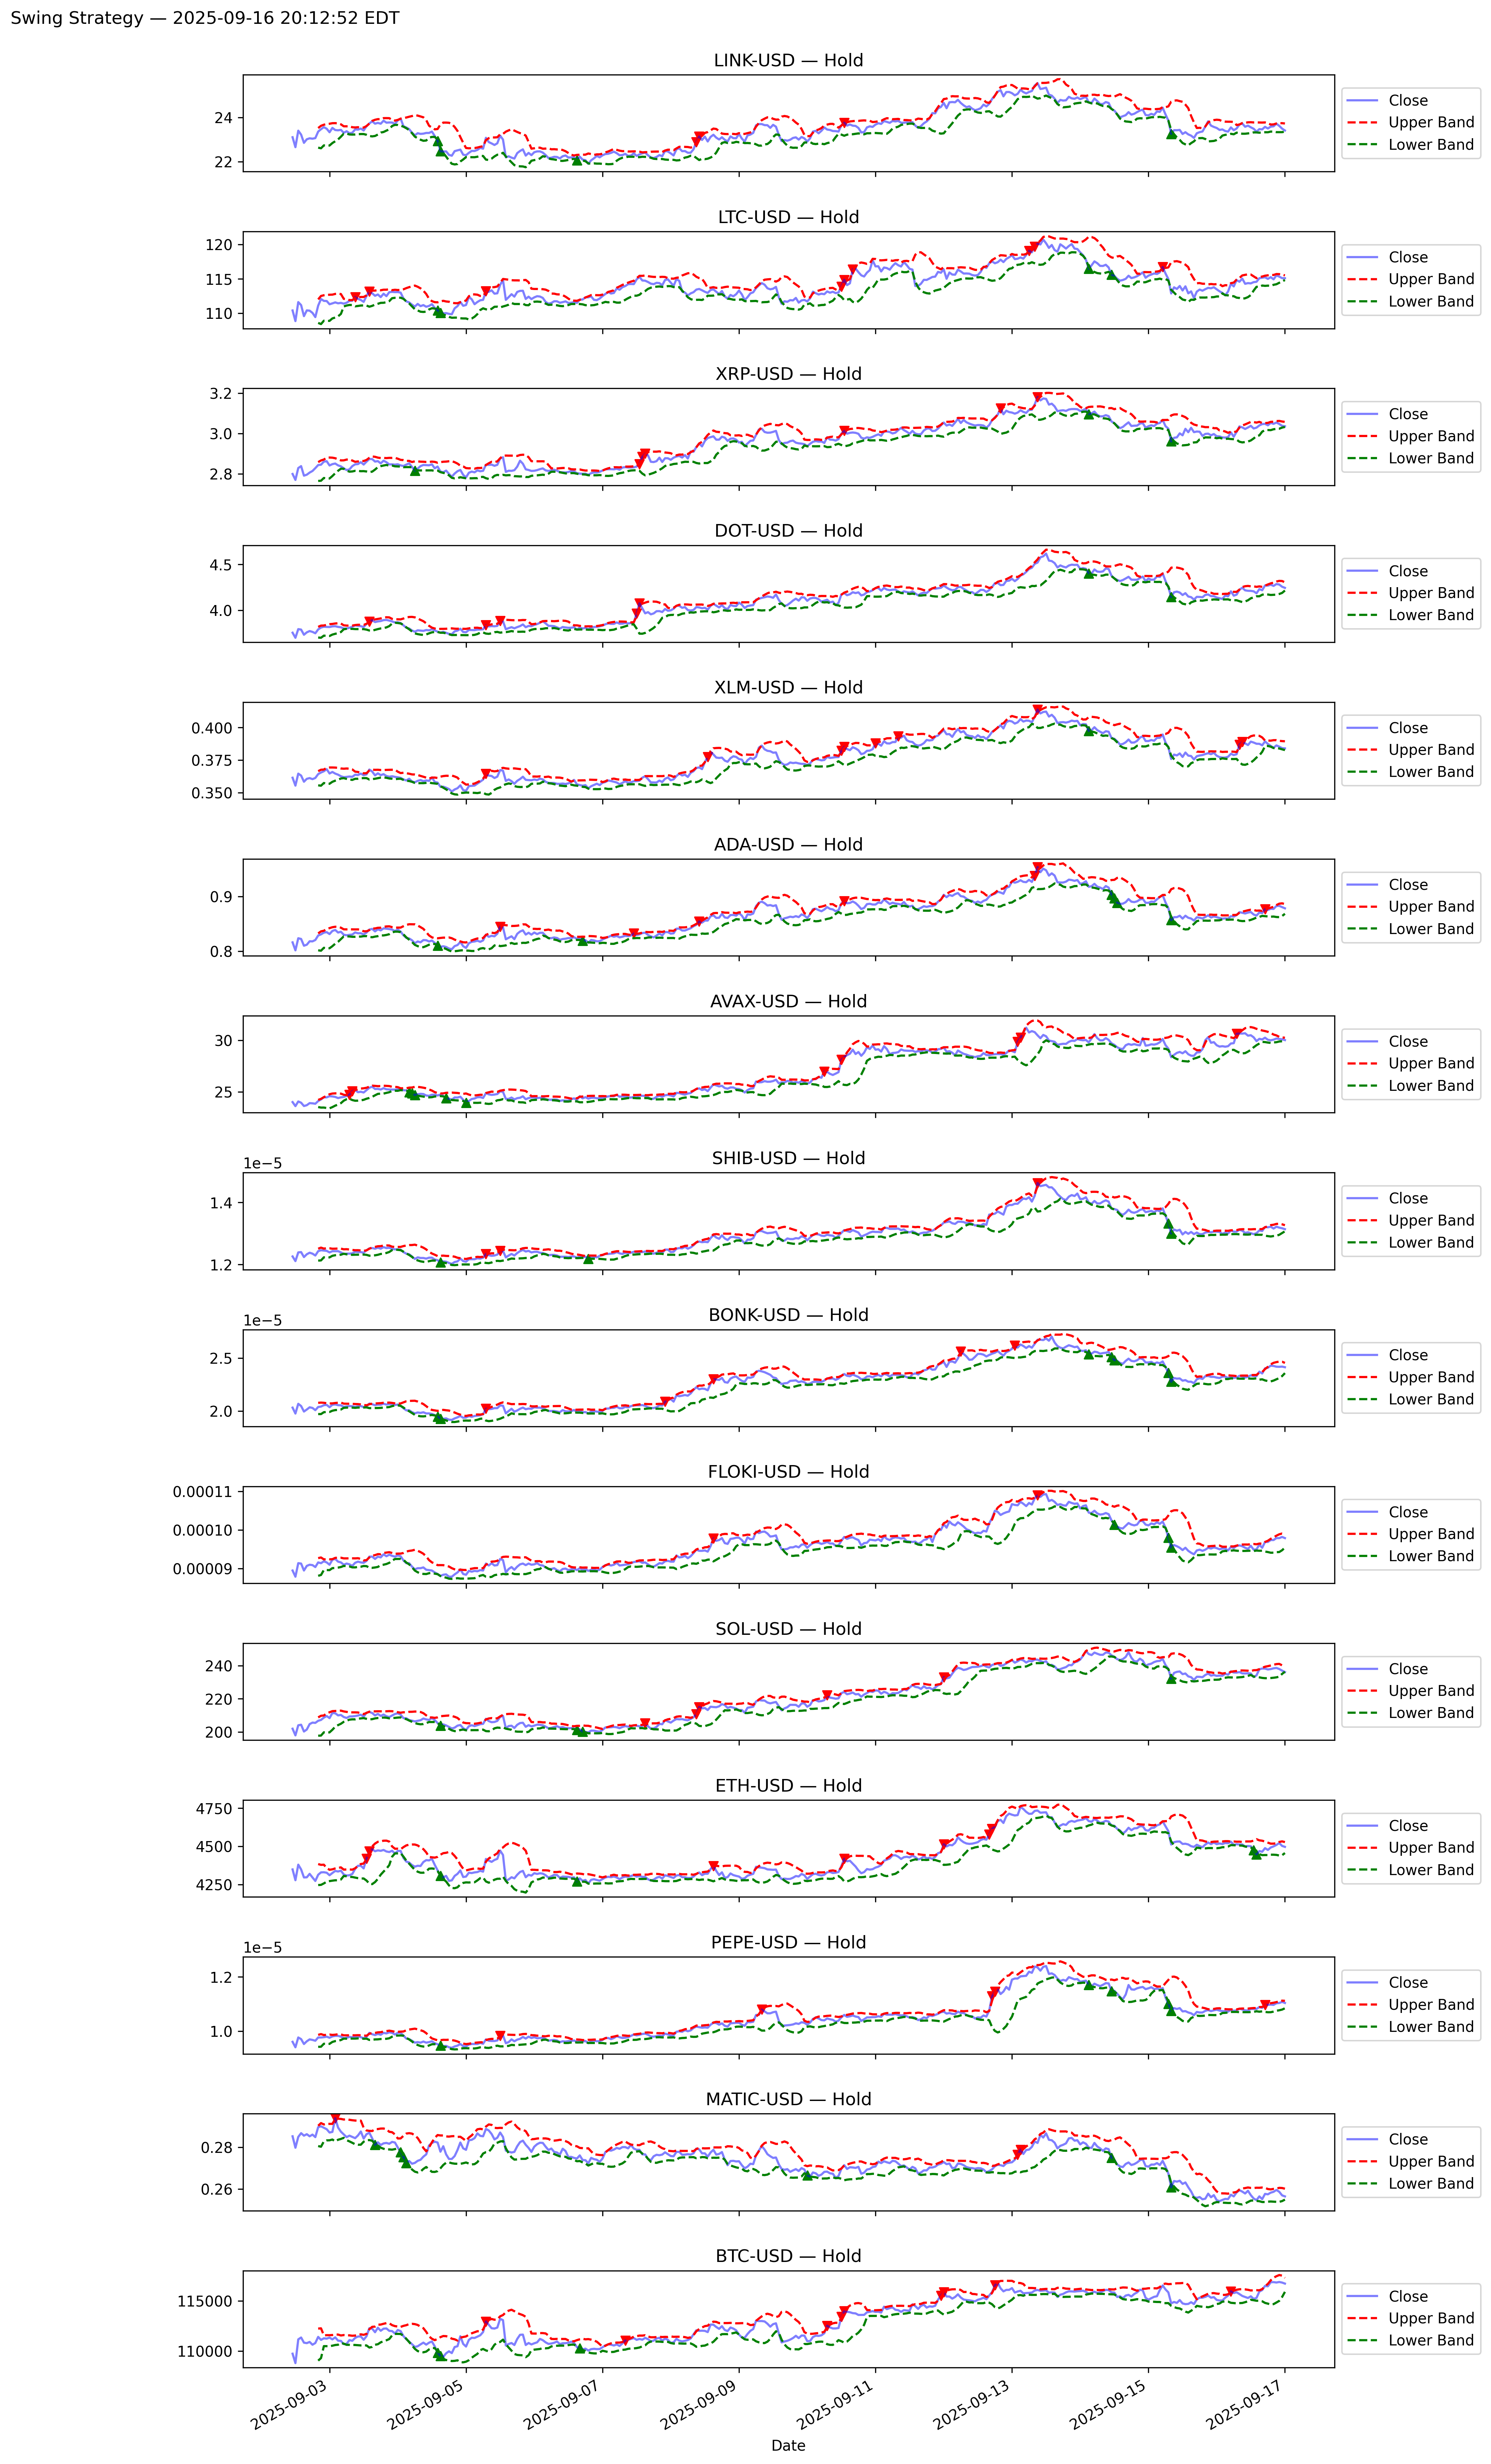 Swing Strategy — 2025-09-16 20:12:52 EDT
LINK-USD — Hold
24
22
Close
Upper Band
Lower Band
LTC-USD — Hold
120
115
110
Close
Upper Band
Lower Band
XRP-USD — Hold
3.2
3.0
2.8
Close
Upper Band
Lower Band
DOT-USD — Hold
4.5
4.0
Close
Upper Band
Lower Band
XLM-USD — Hold
0.400
0.375
0.350
Close
Upper Band
Lower Band
ADA-USD — Hold
0.9
0.8
Close
Upper Band
Lower Band
AVAX-USD — Hold
30
25
Close
Upper Band
Lower Band
SHIB-USD — Hold
1e−5
1.4
1.2
Close
Upper Band
Lower Band
BONK-USD — Hold
1e−5
2.5
2.0
Close
Upper Band
Lower Band
FLOKI-USD — Hold
0.00011
0.00010
0.00009
Close
Upper Band
Lower Band
SOL-USD — Hold
240
220
200
Close
Upper Band
Lower Band
ETH-USD — Hold
4750
4500
4250
Close
Upper Band
Lower Band
PEPE-USD — Hold
1e−5
1.2
1.0
Close
Upper Band
Lower Band
MATIC-USD — Hold
0.28
0.26
Close
Upper Band
Lower Band
BTC-USD — Hold
115000
110000
Close
Upper Band
Lower Band
2025-09-03
2025-09-05
2025-09-07
2025-09-09
2025-09-11
2025-09-13
2025-09-15
2025-09-17
Date